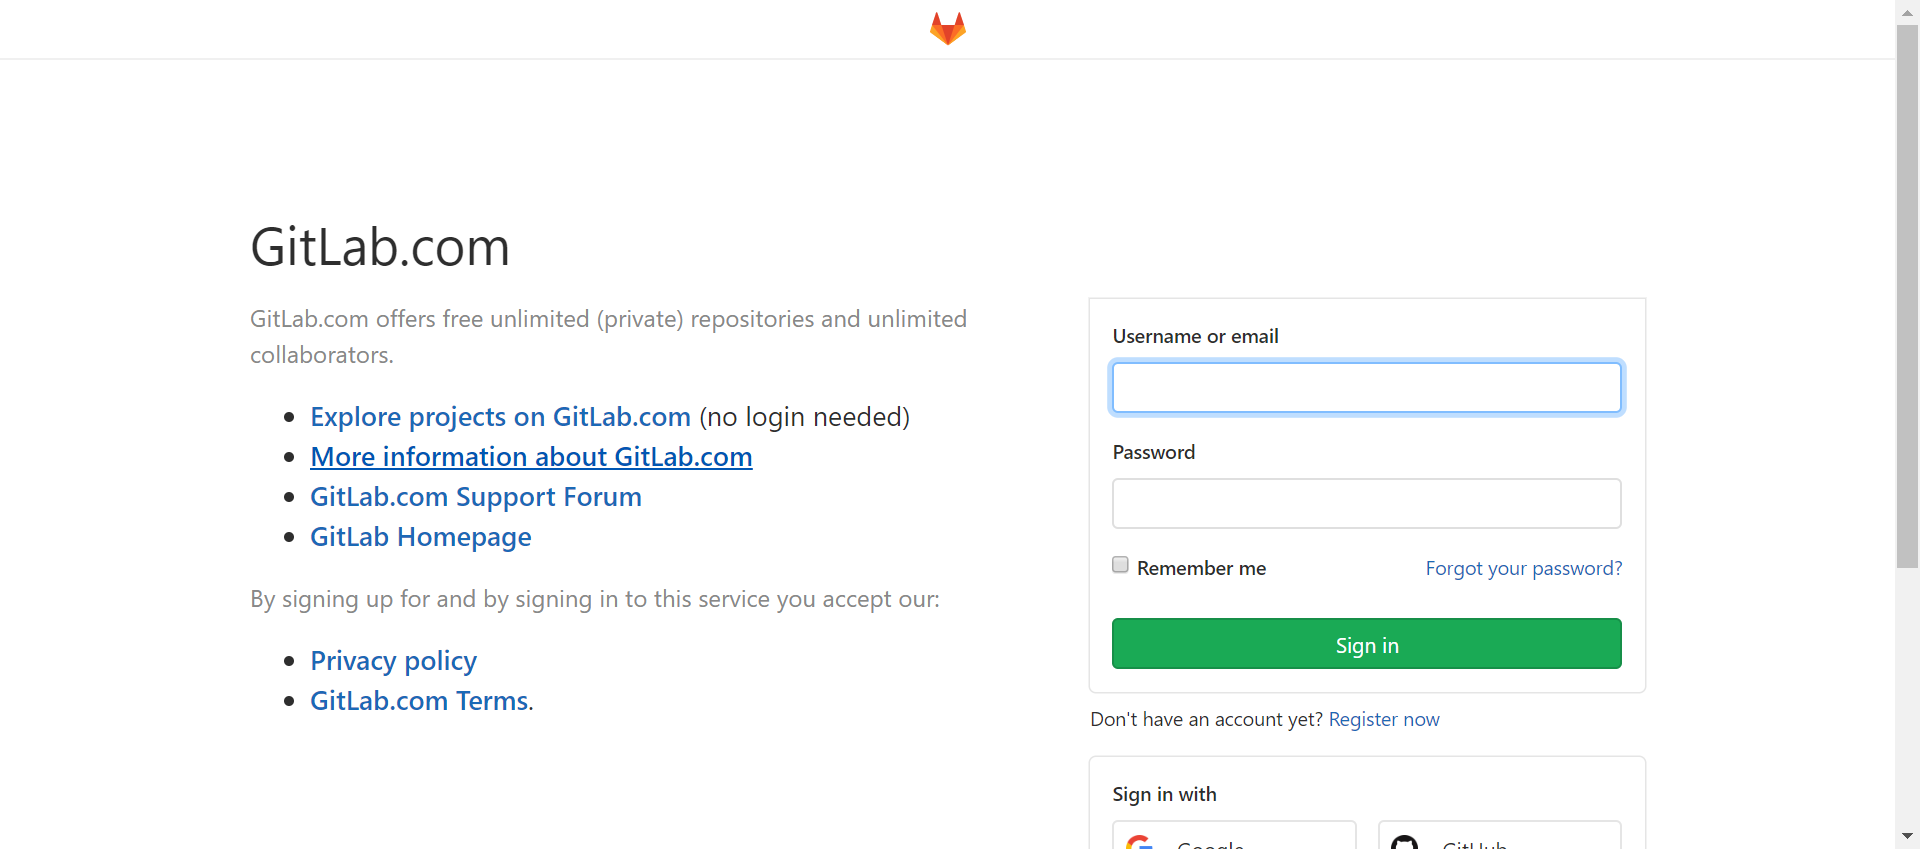 GitLab.com
GitLab.com offers free unlimited (private) repositories and unlimited
collaborators.
Explore projects on GitLab.com (no login needed)
More information about GitLab.com
GitLab.com Support Forum
GitLab Homepage
By signing up for and by signing in to this service you accept our:
Privacy policy
GitLab.com Terms.
Username or email
Password
Remember me
Forgot your password?
Sign in
Don't have an account yet? Register now
Sign in with
Google
GitHub